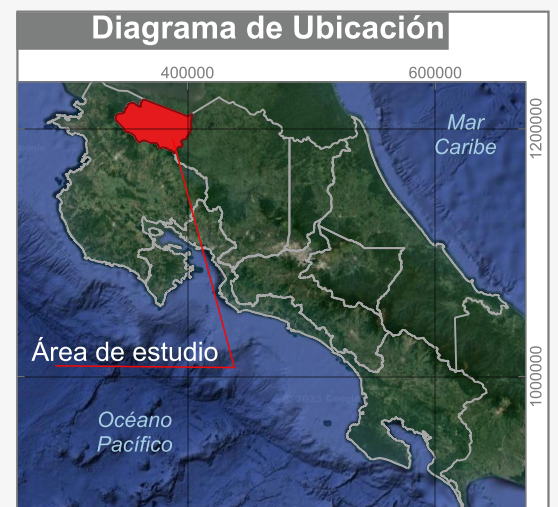 Diagrama de Ubicación
400000
600000
1200000
Mar
Caribe
Área de estudio
1000000
Océano
Pacífico